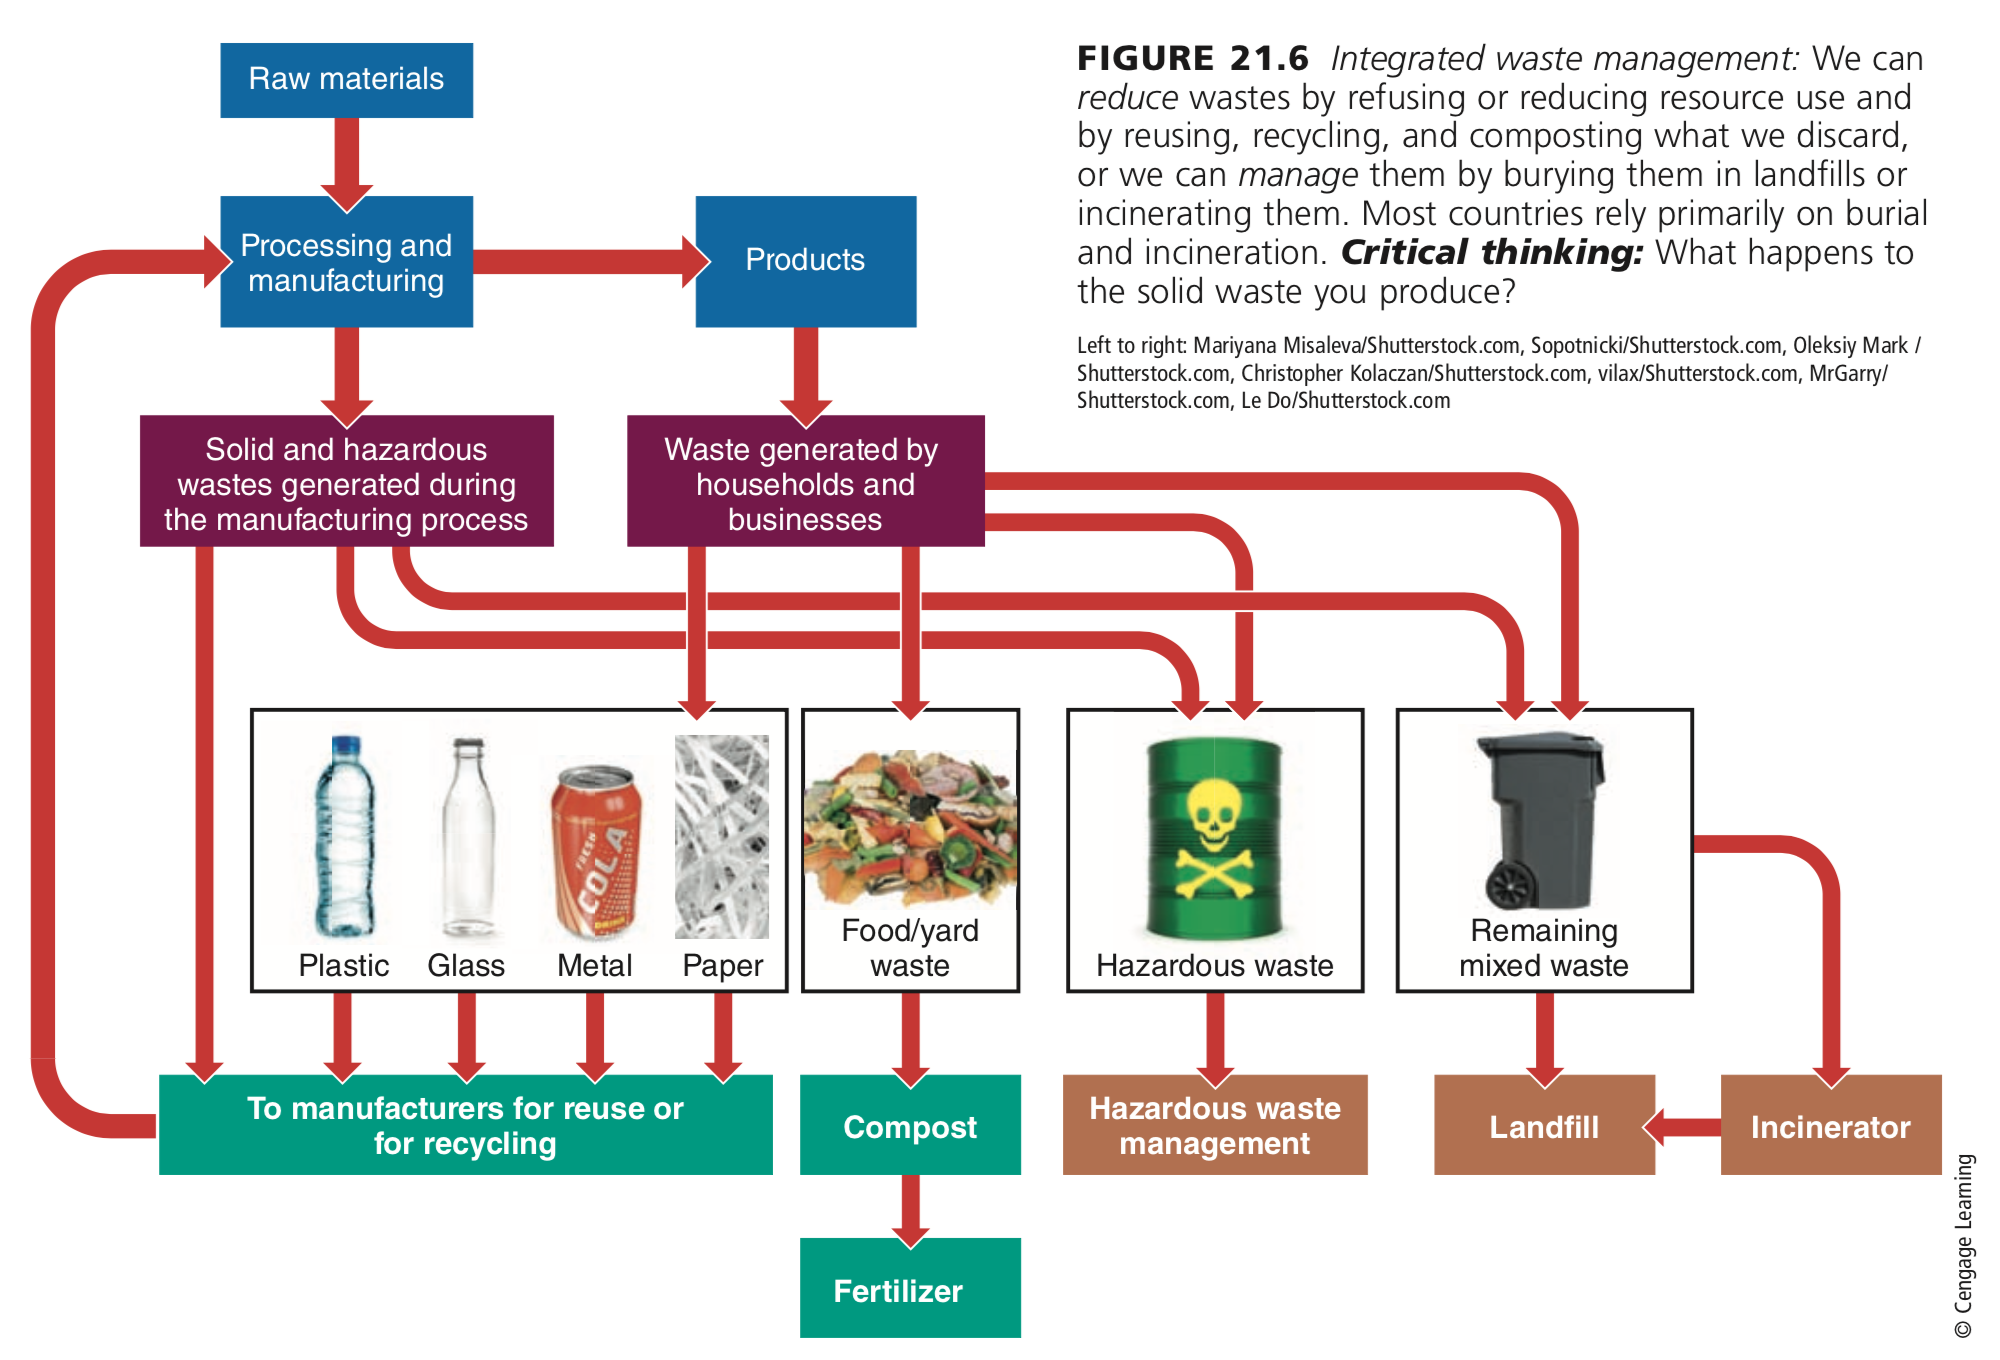 Raw materials
FIGURE 21.6 Integrated waste management: We can
reduce wastes by refusing or reducing resource use and
by reusing, recycling, and composting what we discard,
or we can manage them by burying them in landfills or
incinerating them. Most countries rely primarily on burial
and incineration. Critical thinking: What happens to
the solid waste you produce?
Left to right: Mariyana Misaleva/Shutterstock.com, Sopotnicki/Shutterstock.com, Oleksiy Mark /
Shutterstock.com, Christopher Kolaczan/Shutterstock.com, vilax/Shutterstock.com, MrGarry/
Shutterstock.com, Le Do/Shutterstock.com
Processing and
manufacturing
Products
Solid and hazardous
wastes generated during
the manufacturing process
Waste generated by
households and
businesses
FRESH
COLA
DRINK
Plastic
Glass
Metal
Paper
Food/yard
waste
Hazardous waste
Remaining
mixed waste
To manufacturers for reuse or
for recycling
Compost
Hazardous waste
management
Landfill
Incinerator
Fertilizer
© Cengage Learning